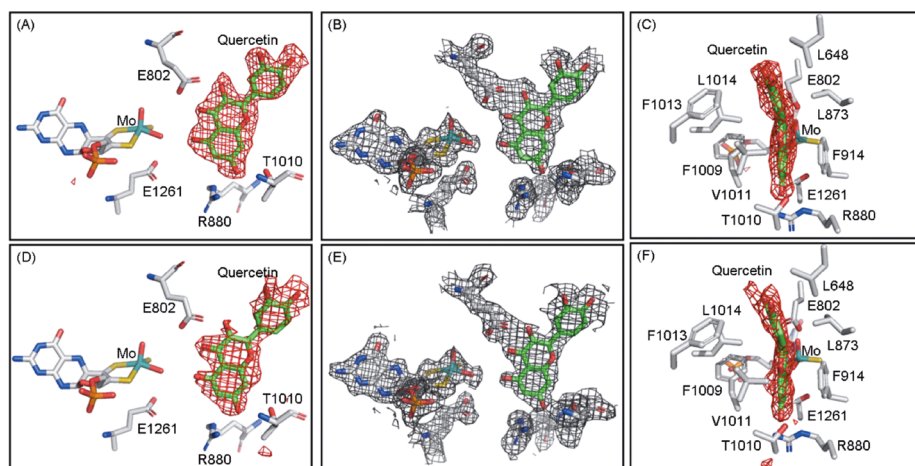 (A)
Quercetin
E802
Mo
T1010
E1261
R880
(B)
(C)
Quercetin
L648
L1014
E802
F1013
L873
Mo
F1009
F914
V1011
E1261
T1010
R880
(D)
Quercetin
E802
Mo
T1010
E1261
R880
(E)
(F)
Quercetin
L648
L1014
E802
F1013
L873
Mo
F1009
F914
V1011
E1261
T1010
R880